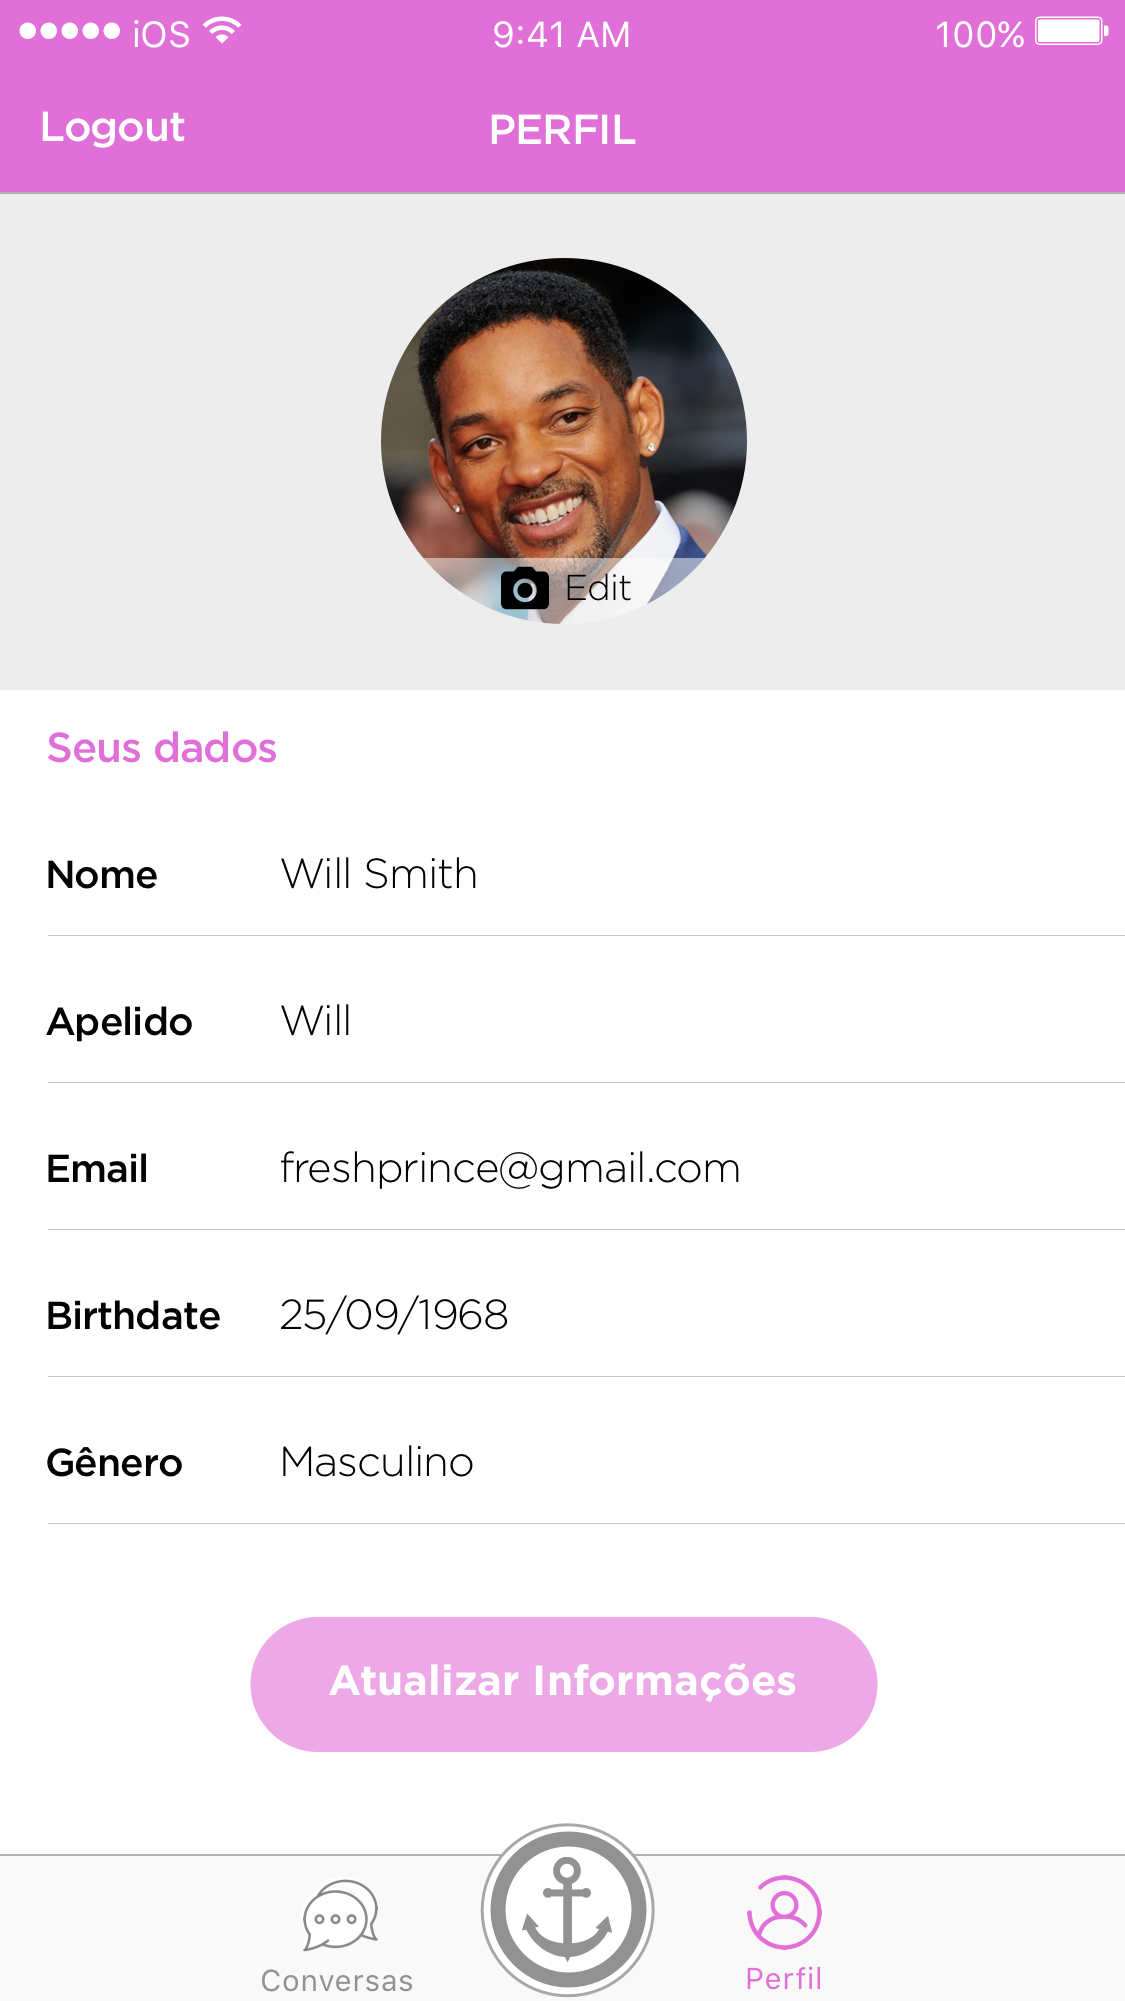 iOS 9:41 AM 100%
Logout PERFIL
Edit
Seus dados
Nome Will Smith
Apelido Will
Email freshprince@gmail.com
Birthdate 25/09/1968
Gênero Masculino
Atualizar Informações
Conversas Perfil